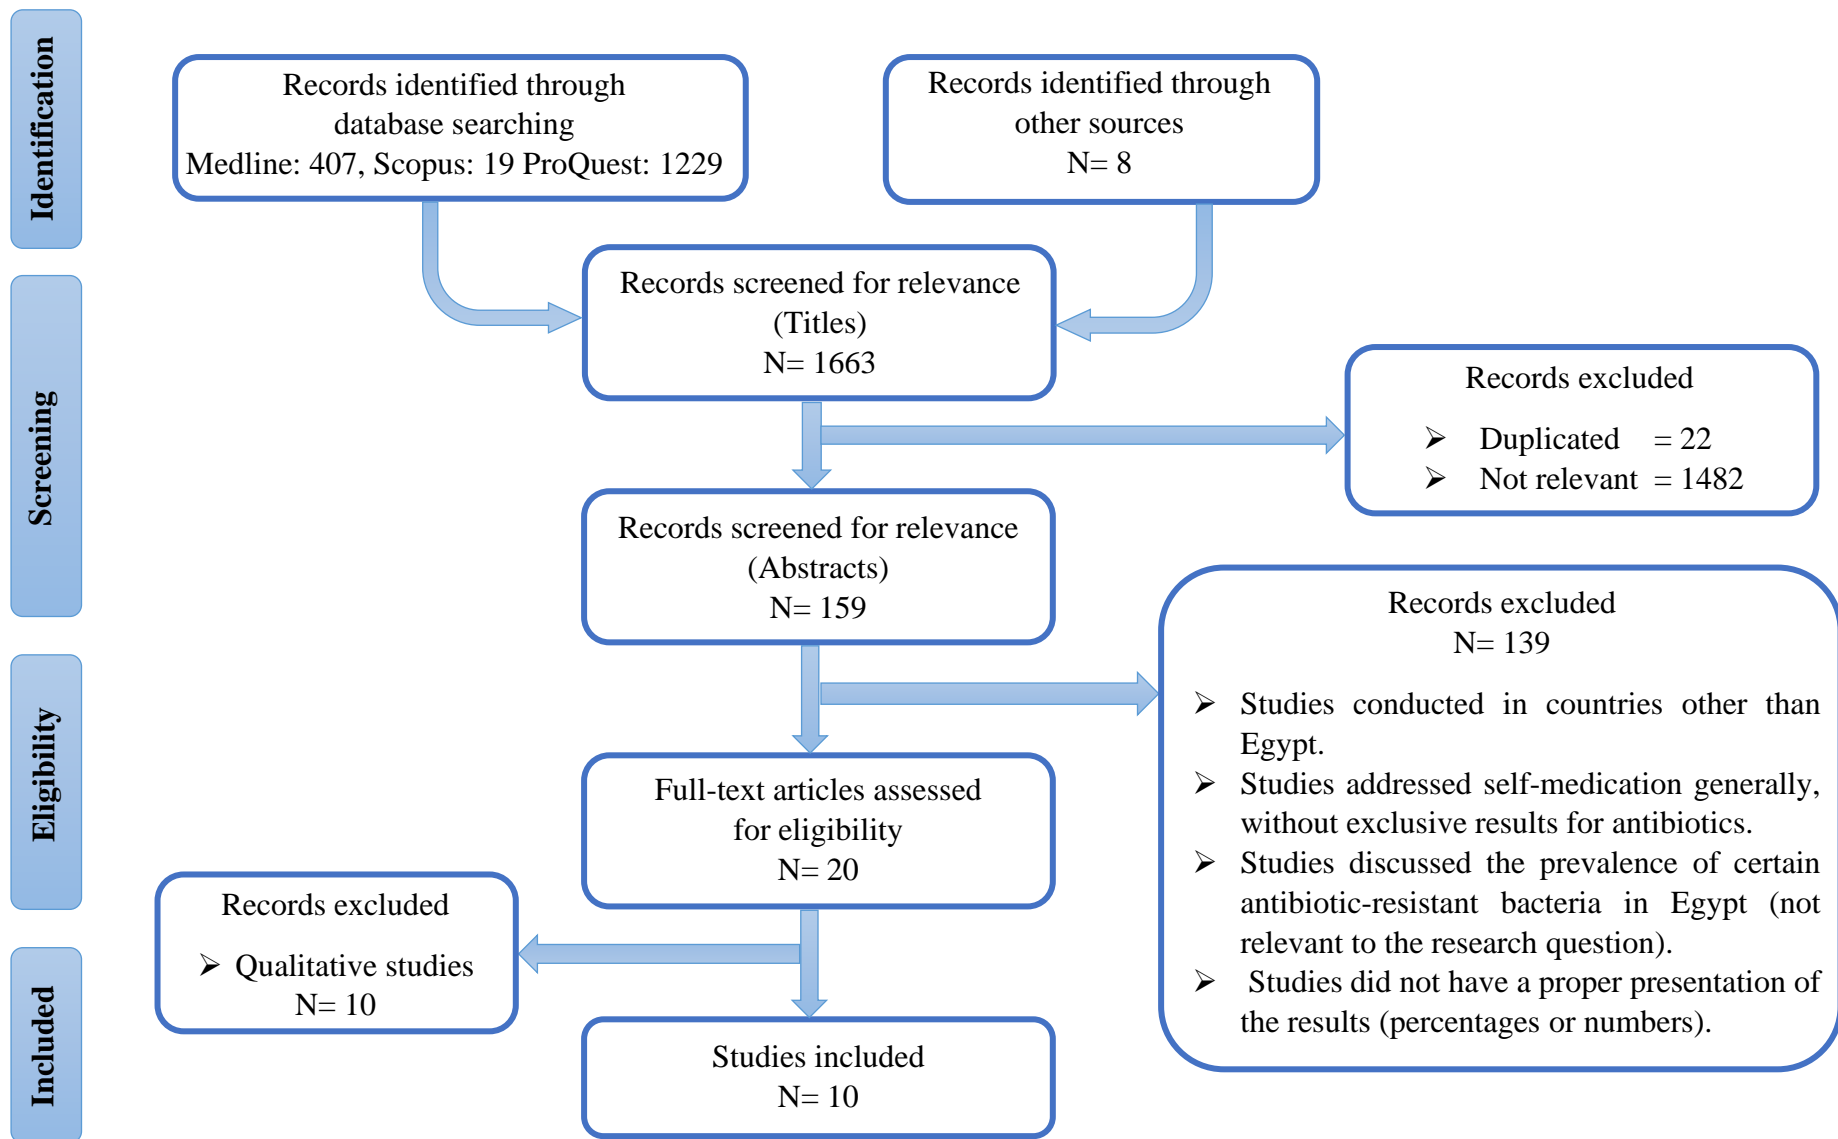 Identification
Records identified through
database searching
Medline: 407, Scopus: 19 ProQuest: 1229
Records identified through
other sources
N= 8
Screening
Records screened for relevance
(Titles)
N= 1663
Records excluded
➢ Duplicated = 22
➢ Not relevant = 1482
Records screened for relevance
(Abstracts)
N= 159
Records excluded
N= 139
➢ Studies conducted in countries other than
Egypt.
➢ Studies addressed self-medication generally,
without exclusive results for antibiotics.
➢ Studies discussed the prevalence of certain
antibiotic-resistant bacteria in Egypt (not
relevant to the research question).
➢ Studies did not have a proper presentation of
the results (percentages or numbers).
Eligibility
Full-text articles assessed
for eligibility
N= 20
Records excluded
➢ Qualitative studies
N= 10
Included
Studies included
N= 10